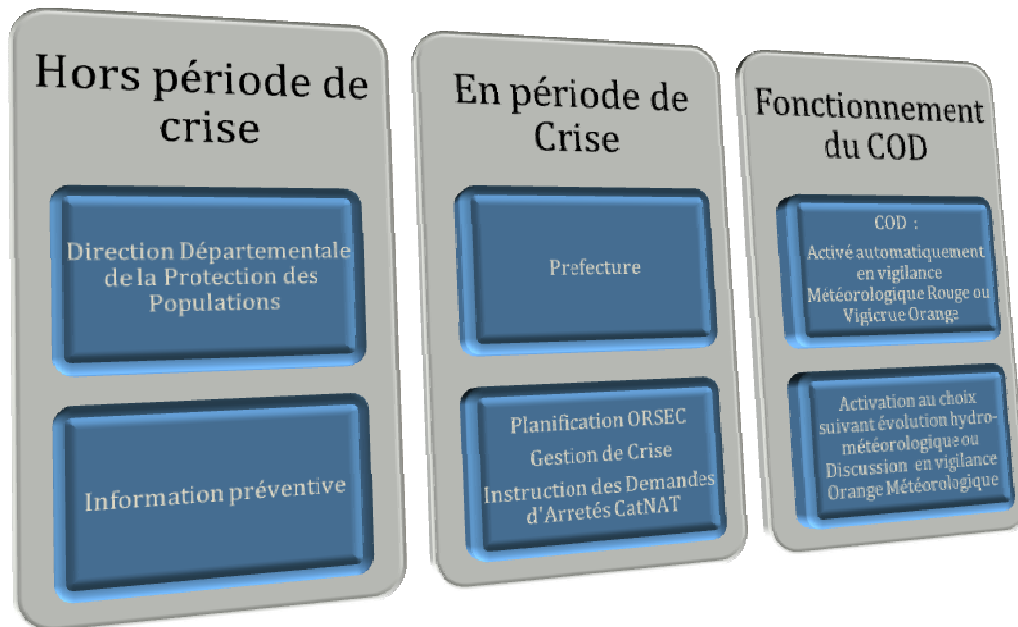 Hors période de
crise
Direction Départementale
de la Protection des
Populations
Information préventive
En période de
Crise
Prefecture
Planification ORSEC
Gestion de Crise
Instruction des Demandes
d'Arretés CatNAT
Fonctionnement
du COD
COD :
Activé automatiquement
en vigilance
Météorologique Rouge ou
Vigicrue Orange
Activation au choix
suivant évolution hydro-
météorologique ou
Discussion en vigilance
Orange Météorologique